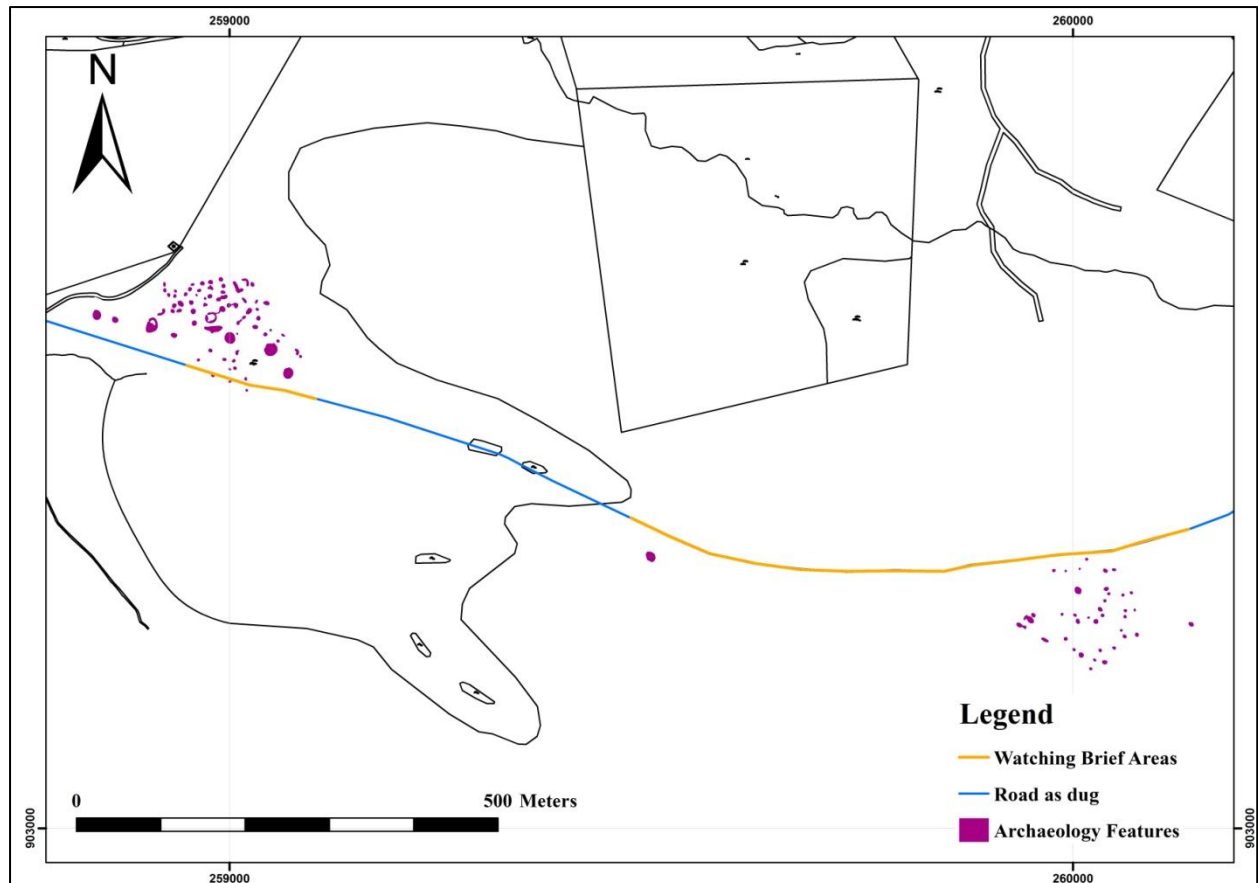 259000
260000
N
Legend
Watching Brief Areas
0
500 Meters
Road as dug
903000
903000
Archaeology Features
259000
260000